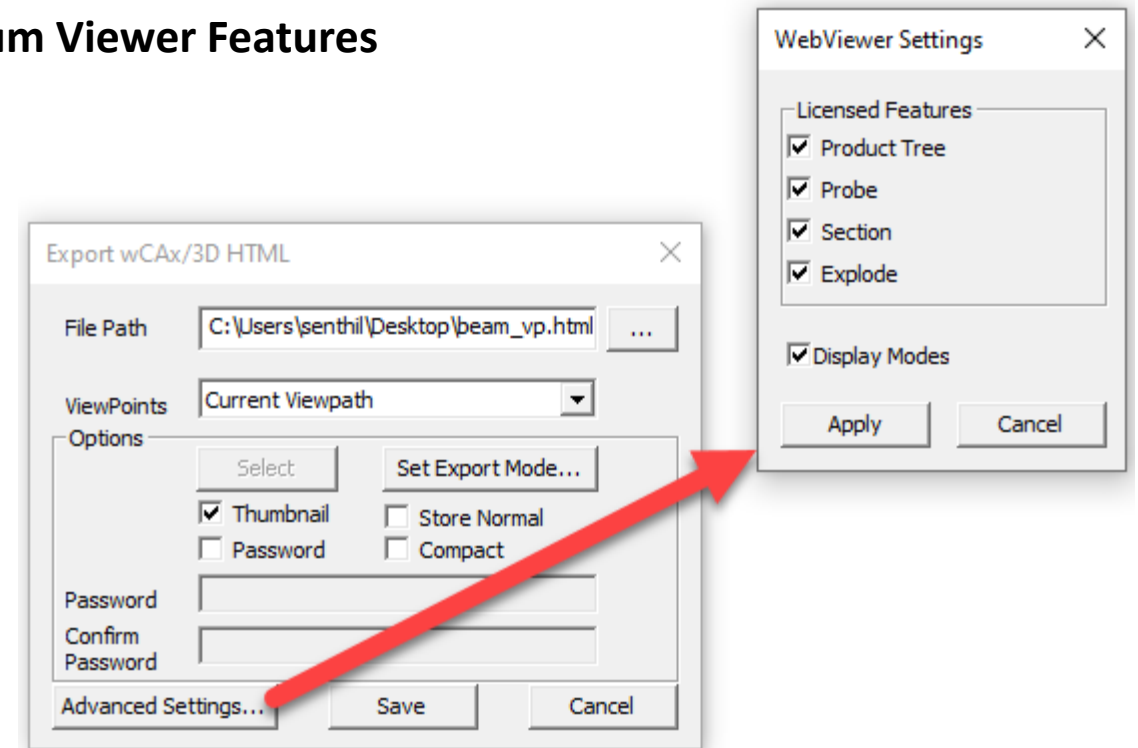 um Viewer Features
WebViewer Settings
Licensed Features
Product Tree
Probe
Section
Explode
Display Modes
Apply Cancel
Export wCAx/3D HTML
File Path C:\Users\senthil\Desktop\beam_vp.html ...
ViewPoints Current Viewpath
Options
Select Set Export Mode...
Thumbnail Store Normal
Password Compact
Password
Confirm
Password
Advanced Settings... Save Cancel